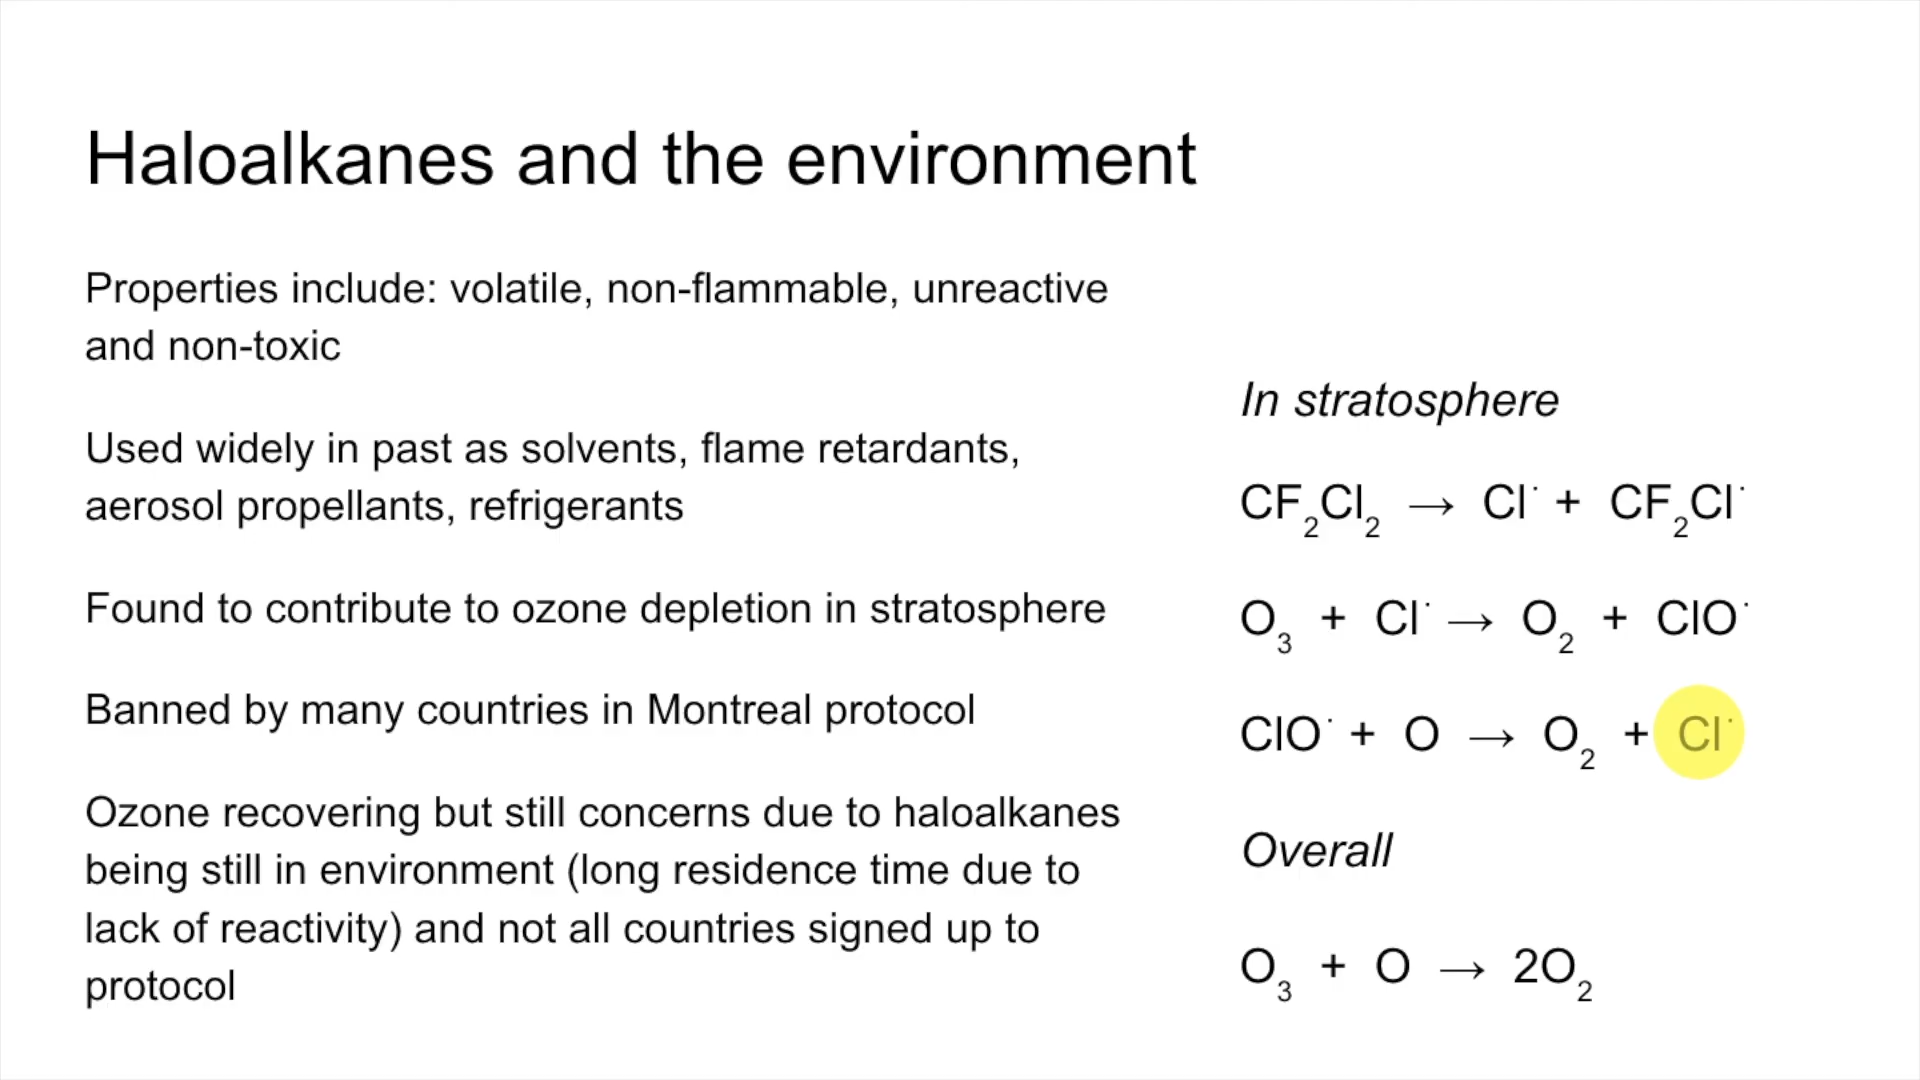 Haloalkanes and the environment
Properties include: volatile, non-flammable, unreactive
and non-toxic
Used widely in past as solvents, flame retardants,
aerosol propellants, refrigerants
Found to contribute to ozone depletion in stratosphere
Banned by many countries in Montreal protocol
Ozone recovering but still concerns due to haloalkanes
being still in environment (long residence time due to
lack of reactivity) and not all countries signed up to
protocol
In stratosphere
CF₂Cl₂ → Cl˙ + CF₂Cl˙
O₃ + Cl˙ → O₂ + ClO˙
ClO˙ + O → O₂ + Cl˙
Overall
O₃ + O → 2O₂